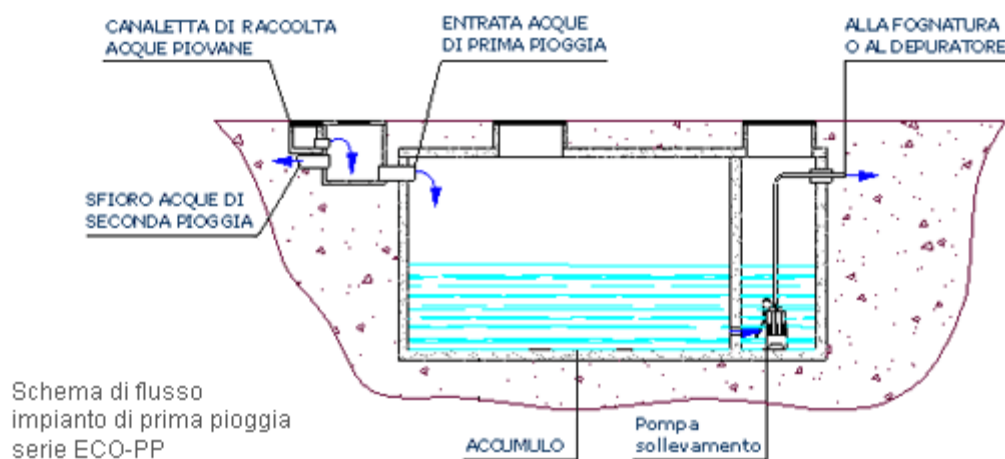 CANALETTA DI RACCOLTA
ACQUE PIOVANE
ENTRATA ACQUE
DI PRIMA PIOGGIA
ALLA FOGNATURA
O AL DEPURATORE
SFIORO ACQUE DI
SECONDA PIOGGIA
Schema di flusso
impianto di prima pioggia
serie ECO-PP
ACCUMULO
Pompa
sollevamento